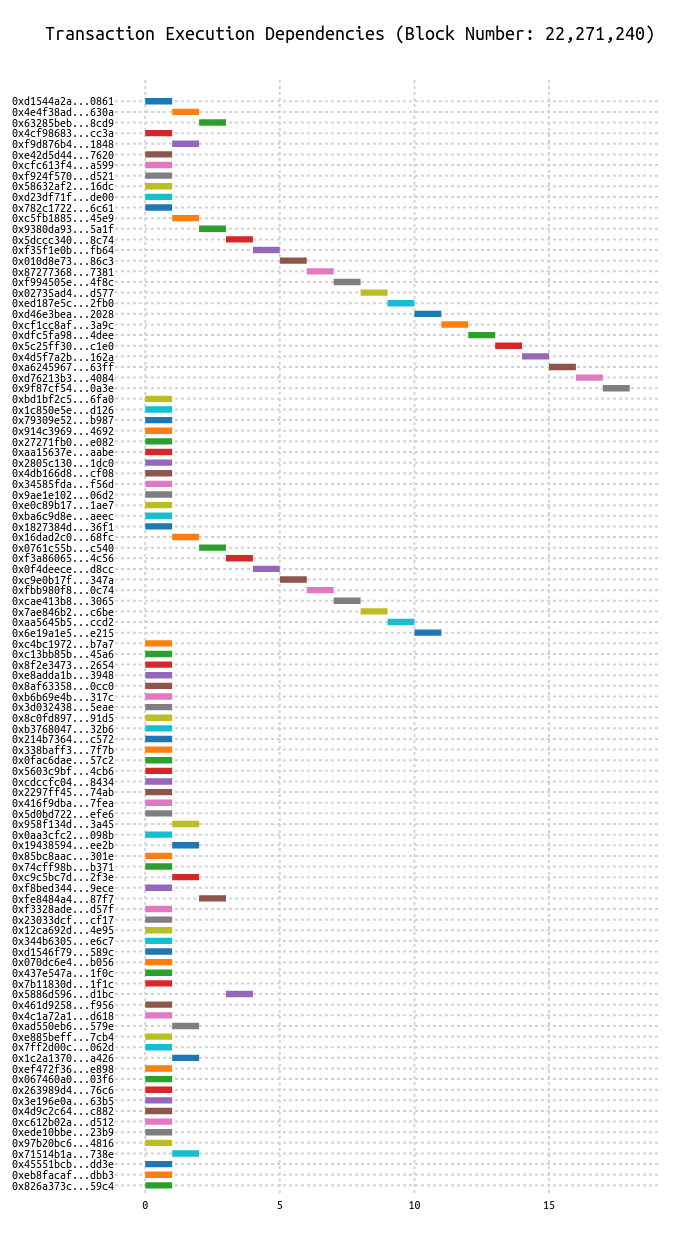 Transaction Execution Dependencies (Block Number: 22,271,240)
0xd1544a2a...0861
0x4e4f38ad...630a
0x63285beb...8cd9
0x4cf98683...cc3a
0xf9d876b4...1848
0xe42d5d44...7620
0xcfc613f4...a599
0xf924f570...d521
0x58632af2...16dc
0xd23df71f...de00
0x782c1722...6c61
0xc5fb1885...45e9
0x9380da93...5a1f
0x5dccc340...8c74
0xf35f1e0b...fb64
0x010d8e73...86c3
0x87277368...7381
0xf994505e...4f8c
0x02735ad4...d577
0xed187e5c...2fb0
0xd46e3bea...2028
0xcf1cc8af...3a9c
0xdfc5fa98...4dee
0x5c25ff30...c1e0
0x4d5f7a2b...162a
0xa6245967...63ff
0xd76213b3...4084
0x9f87cf54...0a3e
0xbd1bf2c5...6fa0
0x1c850e5e...d126
0x79309e52...b987
0x914c3969...4692
0x27271fb0...e082
0xaa15637e...aabe
0x2805c130...1dc0
0x4db166d8...cf08
0x34585fda...f56d
0x9ae1e102...06d2
0xe0c89b17...1ae7
0xba6c9d8e...aeec
0x1827384d...36f1
0x16dad2c0...68fc
0x0761c55b...c540
0xf3a86065...4c56
0x0f4deece...d8cc
0xc9e0b17f...347a
0xfbb980f8...0c74
0xcae413b8...3065
0x7ae846b2...c6be
0xaa5645b5...ccd2
0x6e19a1e5...e215
0xc4bc1972...b7a7
0xc13bb85b...45a6
0x8f2e3473...2654
0xe8adda1b...3948
0x8af63358...0cc0
0xb6b69e4b...317c
0x3d032438...5eae
0x8c0fd897...91d5
0xb3768047...32b6
0x214b7364...c572
0x338baff3...7f7b
0x0fac6dae...57c2
0x5603c9bf...4cb6
0xcdccfc04...8434
0x2297ff45...74ab
0x416f9dba...7fea
0x5d0bd722...efe6
0x958f134d...3a45
0x0aa3cfc2...098b
0x19438594...ee2b
0x85bc8aac...301e
0x74cff98b...b371
0xc9c5bc7d...2f3e
0xf8bed344...9ece
0xfe8484a4...87f7
0xf3328ade...d57f
0x23033dcf...cf17
0x12ca692d...4e95
0x344b6305...e6c7
0xd1546f79...589c
0x070dc6e4...b056
0x437e547a...1f0c
0x7b11830d...1f1c
0x5886d596...d1bc
0x461d9258...f956
0x4c1a72a1...d618
0xad550eb6...579e
0xe885beff...7cb4
0x7ff2d00c...062d
0x1c2a1370...a426
0xef472f36...e898
0x067460a0...03f6
0x263989d4...76c6
0x3e196e0a...63b5
0x4d9c2c64...c882
0xc612b02a...d512
0xede10bbe...23b9
0x97b20bc6...4816
0x71514b1a...738e
0x45551bcb...dd3e
0xeb8facaf...dbb3
0x826a373c...59c4
0 5 10 15